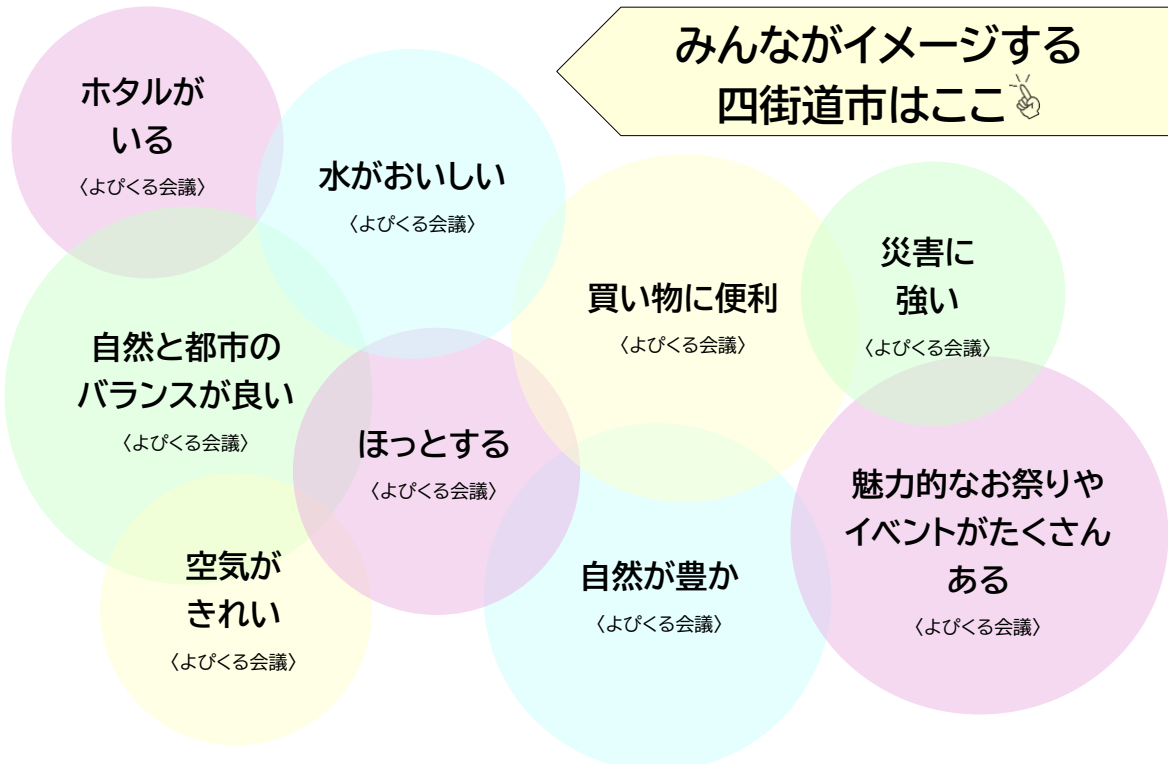 みんながイメージする
四街道市はここ
ホタルが
いる
〈よぴくる会議〉
水がおいしい
〈よぴくる会議〉
買い物に便利
〈よぴくる会議〉
災害に
強い
〈よぴくる会議〉
自然と都市の
バランスが良い
〈よぴくる会議〉
ほっとする
〈よぴくる会議〉
魅力的なお祭りや
イベントがたくさん
ある
〈よぴくる会議〉
空気が
きれい
〈よぴくる会議〉
自然が豊か
〈よぴくる会議〉